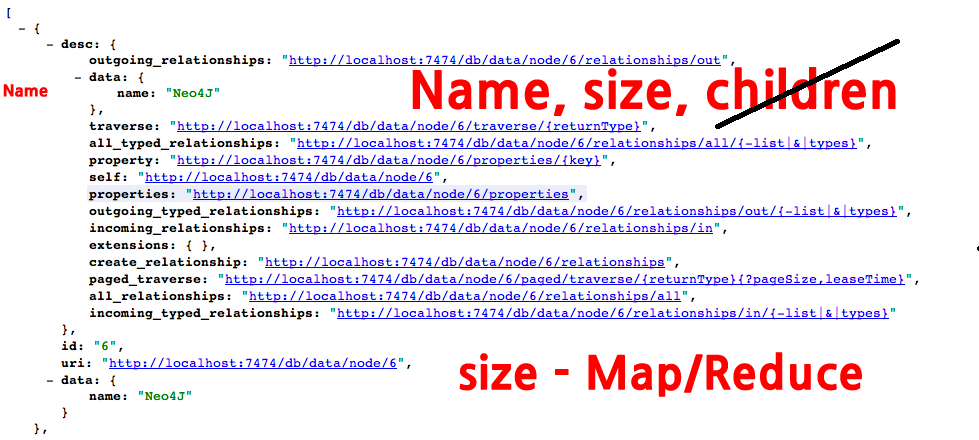 [
- {
- desc: {
outgoing_relationships: "http://localhost:7474/db/data/node/6/relationships/out",
Name, size, children
- data: {
Name
name: "Neo4J"
},
traverse: "http://localhost:7474/db/data/node/6/traverse/{returnType}",
all_typed_relationships: "http://localhost:7474/db/data/node/6/relationships/all/{-list|&|types}",
property: "http://localhost:7474/db/data/node/6/properties/{key}",
self: "http://localhost:7474/db/data/node/6",
properties: "http://localhost:7474/db/data/node/6/properties",
outgoing_typed_relationships: "http://localhost:7474/db/data/node/6/relationships/out/{-list|&|types}",
incoming_relationships: "http://localhost:7474/db/data/node/6/relationships/in",
extensions: { },
create_relationship: "http://localhost:7474/db/data/node/6/relationships",
paged_traverse: "http://localhost:7474/db/data/node/6/paged/traverse/{returnType}{?pageSize,leaseTime}",
all_relationships: "http://localhost:7474/db/data/node/6/relationships/all",
incoming_typed_relationships: "http://localhost:7474/db/data/node/6/relationships/in/{-list|&|types}"
},
id: "6",
uri: "http://localhost:7474/db/data/node/6",
size - Map/Reduce
- data: {
name: "Neo4J"
}
},